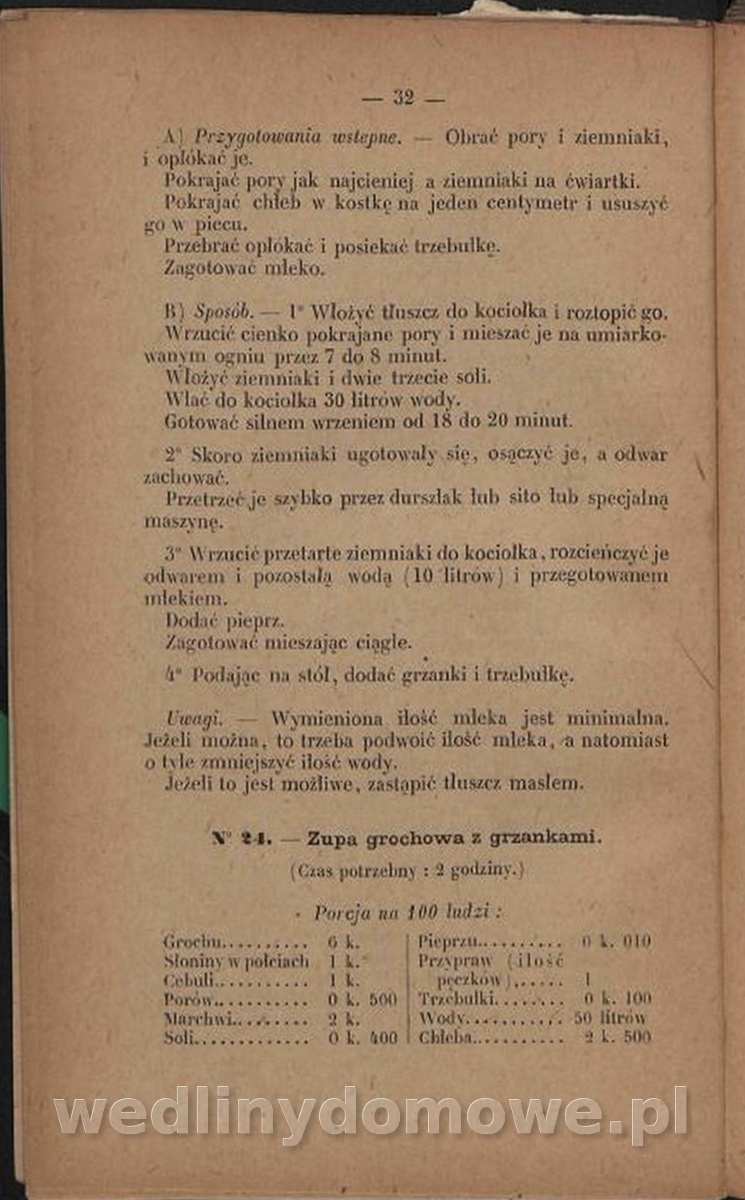 — 32 —
A) Przygotowania wstępne. — Obrać pory i ziemniaki,
i opłókać je.
Pokrajać pory jak najcieniej a ziemniaki na ćwiartki.
Pokrajać chleb w kostkę na jeden centymetr i ususzyć
go w piecu.
Przebrać opłókać i posiekać trzebulkę.
Zagotować mleko.
B) Sposób. — 1° Włożyć tłuszcz do kociołka i roztopić go.
Wrzucić cienko pokrajane pory i mieszać je na umiarko-
wanym ogniu przez 7 do 8 minut.
Włożyć ziemniaki i dwie trzecie soli.
Wlać do kociołka 30 litrów wody.
Gotować silnem wrzeniem od 18 do 20 minut.
2° Skoro ziemniaki ugotowały się, osączyć je, a odwar
zachować.
Przetrzeć je szybko przez durszlak lub sito lub specjalną
maszynę.
3° Wrzucić przetarte ziemniaki do kociołka, rozcieńczyć je
odwarem i pozostałą wodą (10 litrów) i przegotowanem
mlekiem.
Dodać pieprz.
Zagotować mieszając ciągle.
4° Podając na stół, dodać grzanki i trzebulkę.
Uwagi. — Wymieniona ilość mleka jest minimalna.
Jeżeli można, to trzeba podwoić ilość mleka, a natomiast
o tyle zmniejszyć ilość wody.
Jeżeli to jest możliwe, zastąpić tłuszcz masłem.
N° 24. — Zupa grochowa z grzankami.
(Czas potrzebny : 2 godziny.)
Porcja na 100 ludzi :
Grochu.......... 6 k.
Słoniny w połciach 1 k.
Cebuli........... 1 k.
Porów........... 0 k. 500
Marchwi......... 2 k.
Soli............. 0 k. 400
Pieprzu.......... 0 k. 010
Przypraw (ilość
pęczków)....... 1
Trzebulki........ 0 k. 100
Wody........... 50 litrów
Chleba.......... 2 k. 500
wedlinydomowe.pl